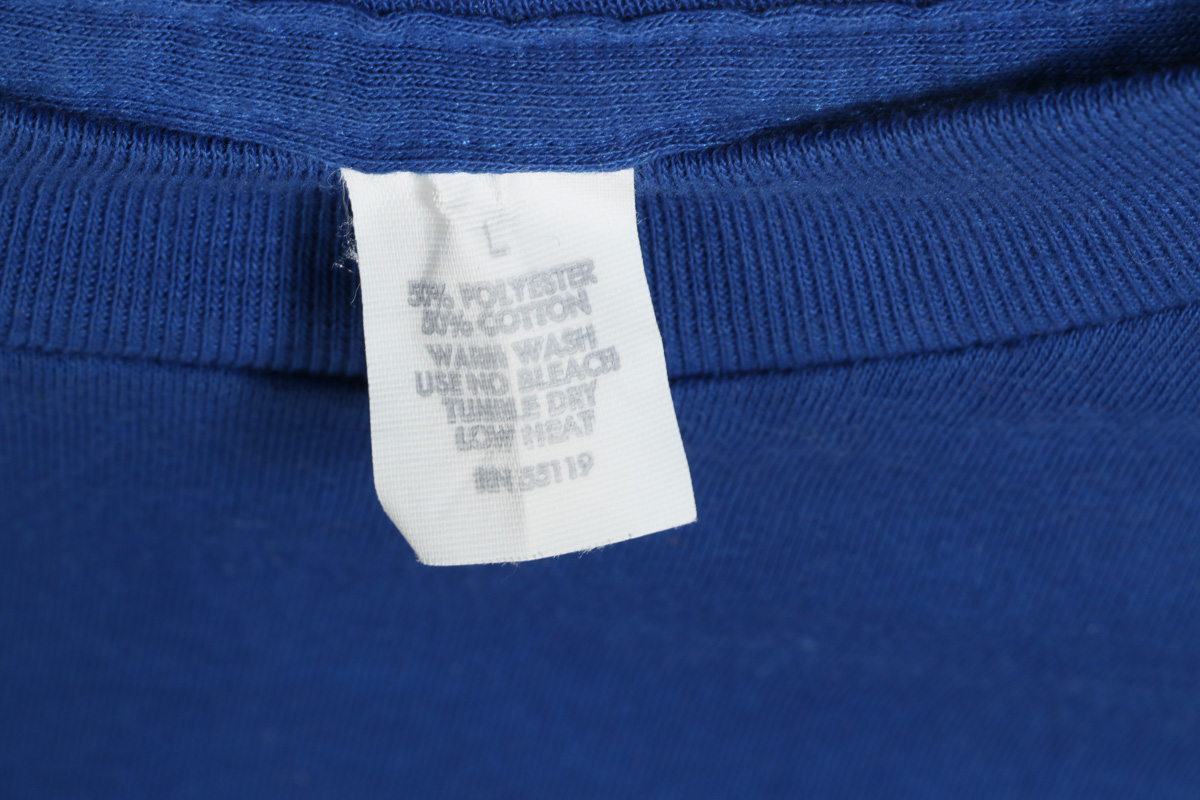 L
50% POLYESTER
50% COTTON
WARM WASH
USE NO BLEACH
TUMBLE DRY
LOW HEAT
RN 55119